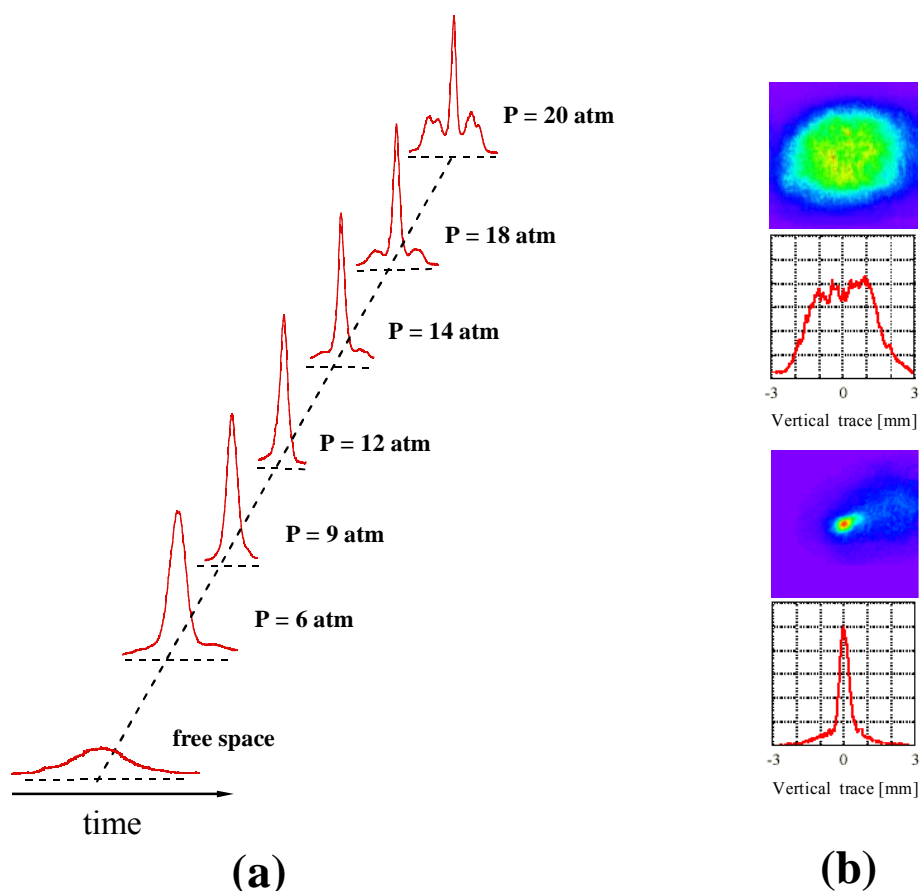 P = 20 atm
P = 18 atm
P = 14 atm
P = 12 atm
P = 9 atm
P = 6 atm
free space
time
(a)
-3 0 3
Vertical trace [mm]
-3 0 3
Vertical trace [mm]
(b)